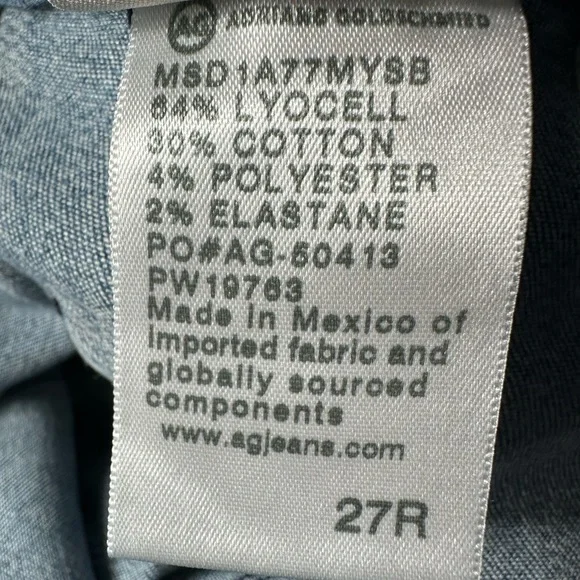 AG ADRIANO GOLDSCHMIED
MSD1A77MYSB
64% LYOCELL
30% COTTON
4% POLYESTER
2% ELASTANE
PO#AG-50413
PW19763
Made in Mexico of
imported fabric and
globally sourced
components
www.agjeans.com
27R